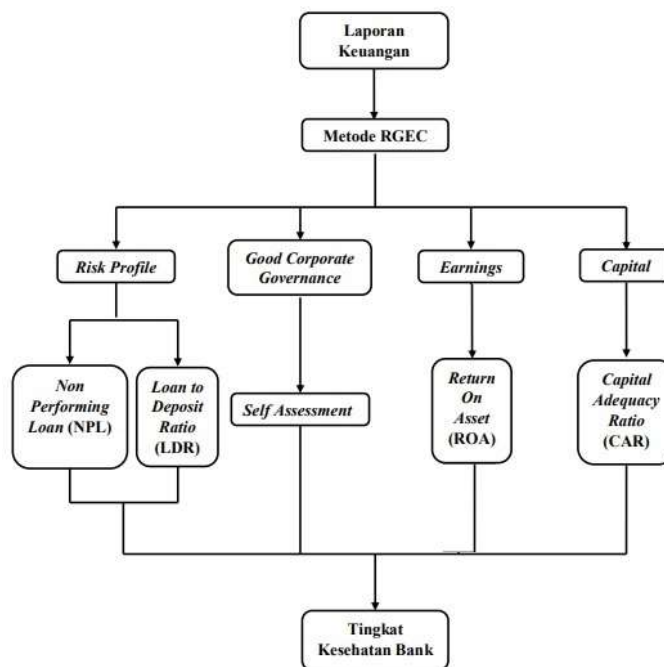 Laporan
Keuangan
Metode RGEC
Risk Profile
Good Corporate
Governance
Earnings
Capital
Non
Performing
Loan (NPL)
Loan to
Deposit
Ratio
(LDR)
Self Assessment
Return
On
Asset
(ROA)
Capital
Adequacy
Ratio
(CAR)
Tingkat
Kesehatan Bank